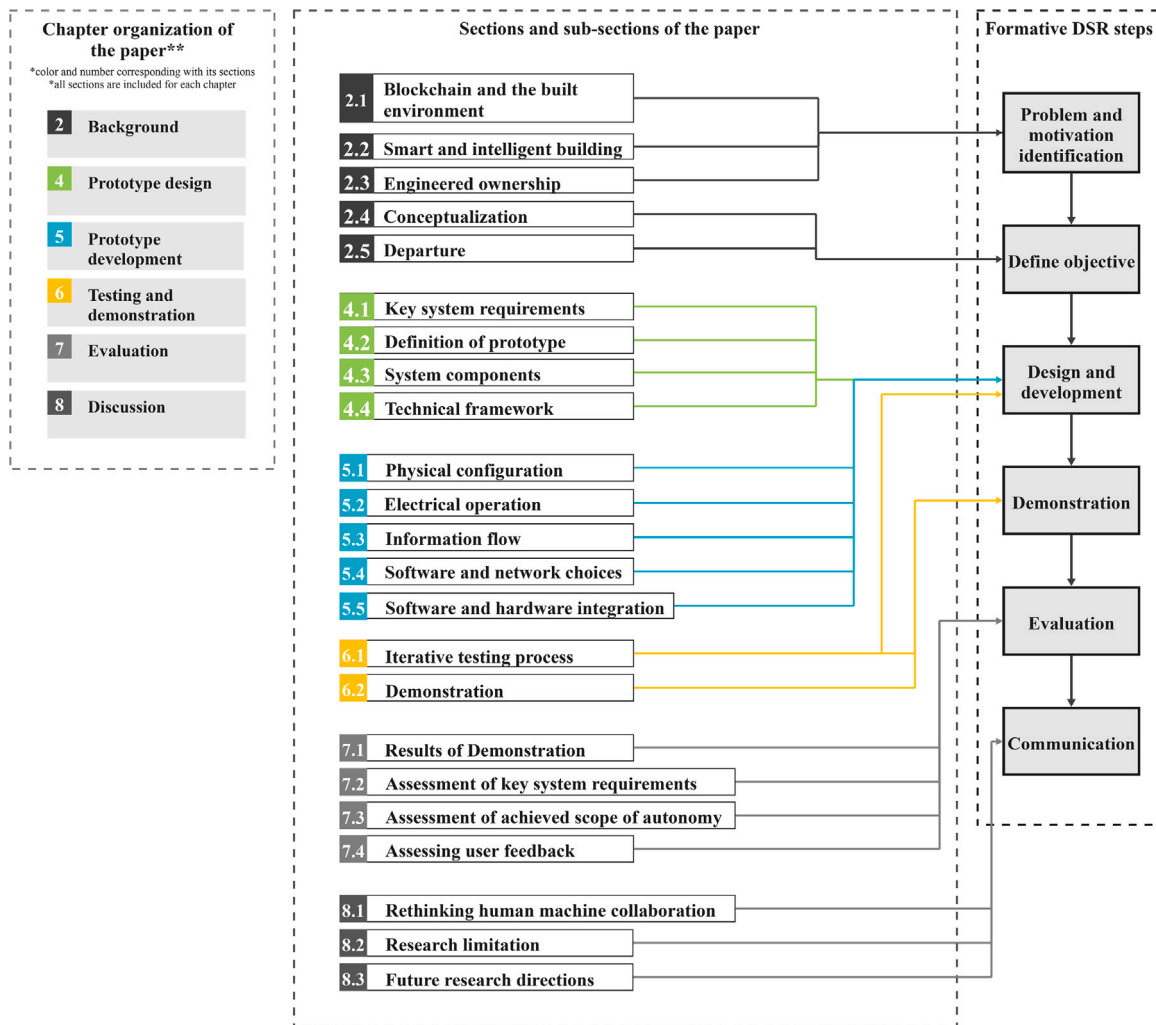 Chapter organization of
the paper**
*color and number corresponding with its sections
*all sections are included for each chapter
2 Background
4 Prototype design
5 Prototype
development
6 Testing and
demonstration
7 Evaluation
8 Discussion
Sections and sub-sections of the paper
2.1 Blockchain and the built
environment
2.2 Smart and intelligent building
2.3 Engineered ownership
2.4 Conceptualization
2.5 Departure
4.1 Key system requirements
4.2 Definition of prototype
4.3 System components
4.4 Technical framework
5.1 Physical configuration
5.2 Electrical operation
5.3 Information flow
5.4 Software and network choices
5.5 Software and hardware integration
6.1 Iterative testing process
6.2 Demonstration
7.1 Results of Demonstration
7.2 Assessment of key system requirements
7.3 Assessment of achieved scope of autonomy
7.4 Assessing user feedback
8.1 Rethinking human machine collaboration
8.2 Research limitation
8.3 Future research directions
Formative DSR steps
Problem and
motivation
identification
Define objective
Design and
development
Demonstration
Evaluation
Communication